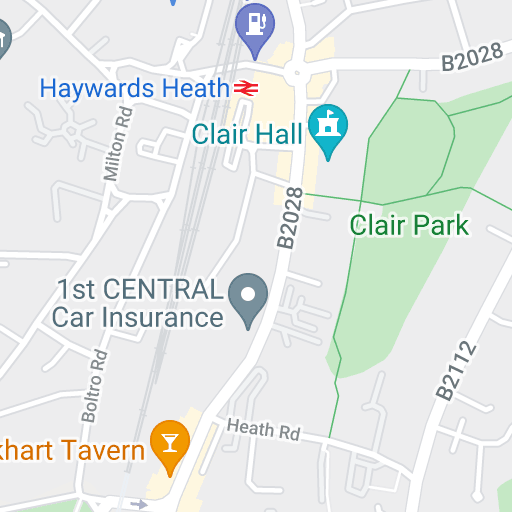 B2028
Haywards Heath
Milton Rd
Clair Hall
B2028
Clair Park
1st CENTRAL
Car Insurance
B2112
Boltro Rd
Heath Rd
khart Tavern